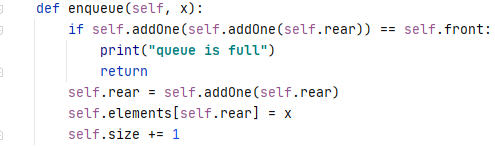 def enqueue(self, x):
    if self.addOne(self.addOne(self.rear)) == self.front:
        print("queue is full")
        return
    self.rear = self.addOne(self.rear)
    self.elements[self.rear] = x
    self.size += 1